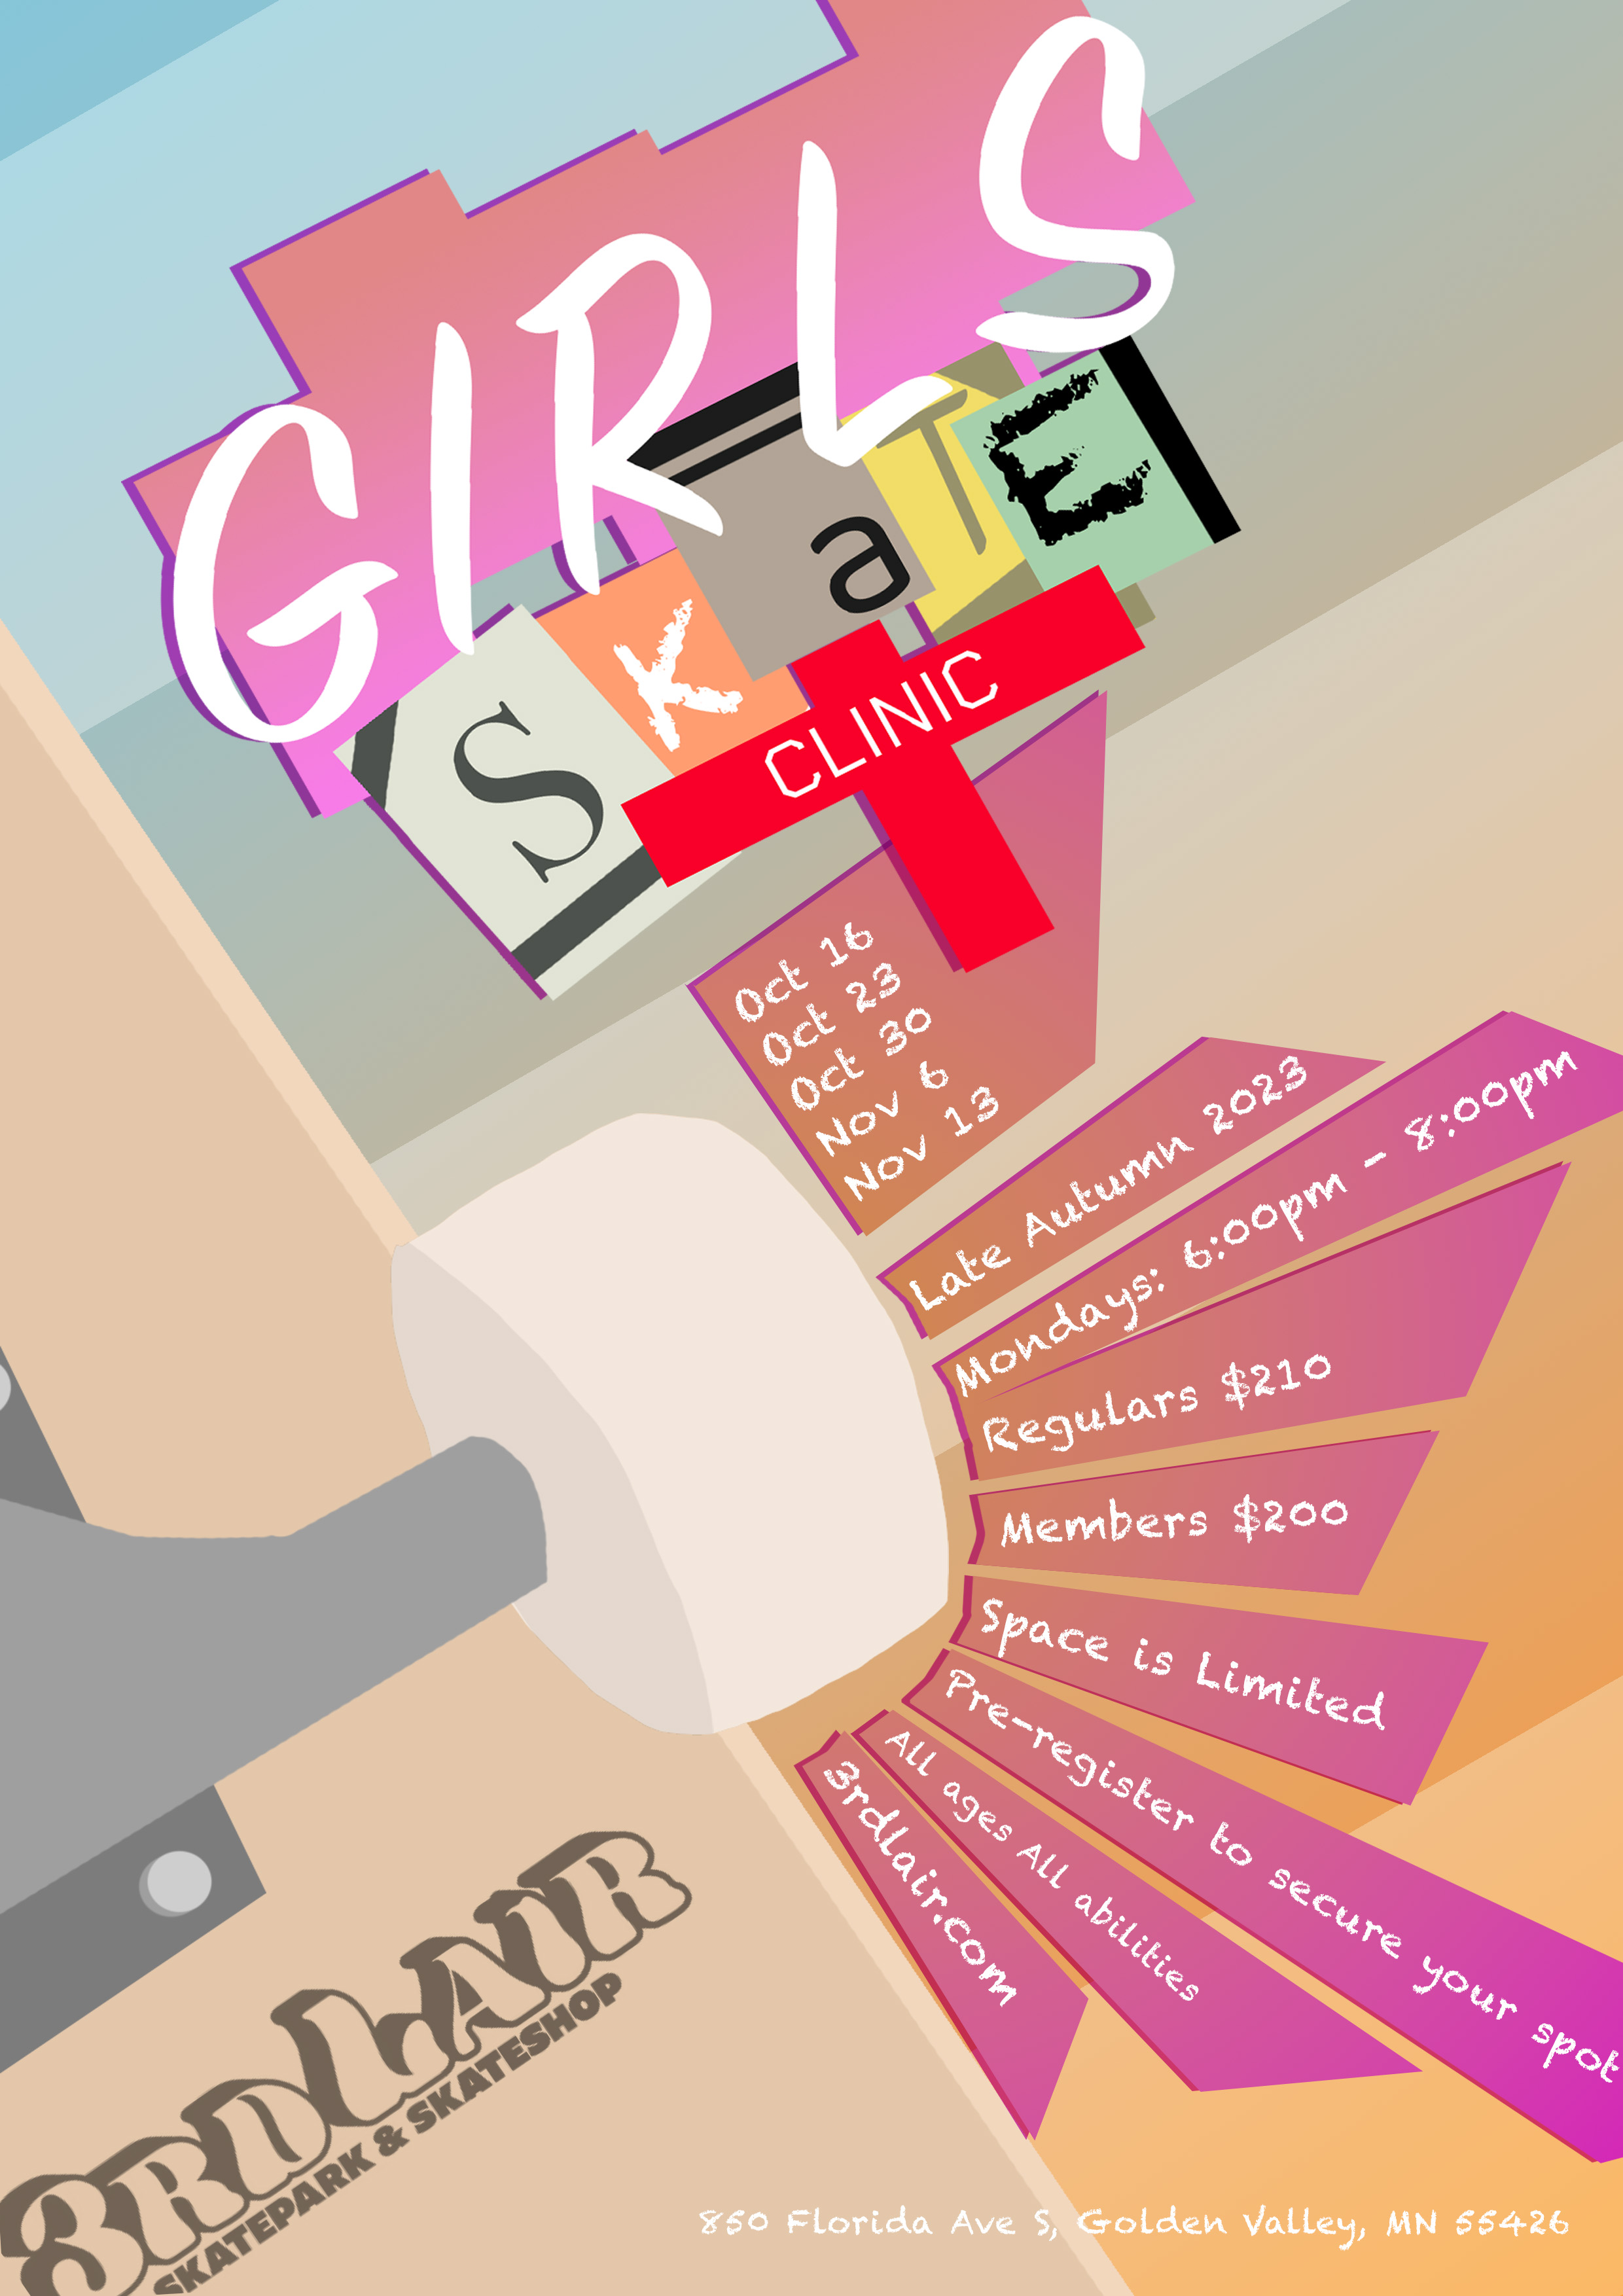 GIRLS
SKaTE
CLINIC
Oct 16
Oct 23
Oct 30
Nov 6
Nov 13
Late Autumn 2023
Mondays: 6:00pm - 8:00pm
Regulars $210
Members $200
Space is Limited
Pre-register to secure your spot
All ages All abilities
3rdlair.com
3RD LAIR
SKATEPARK & SKATESHOP
850 Florida Ave S, Golden Valley, MN 55426